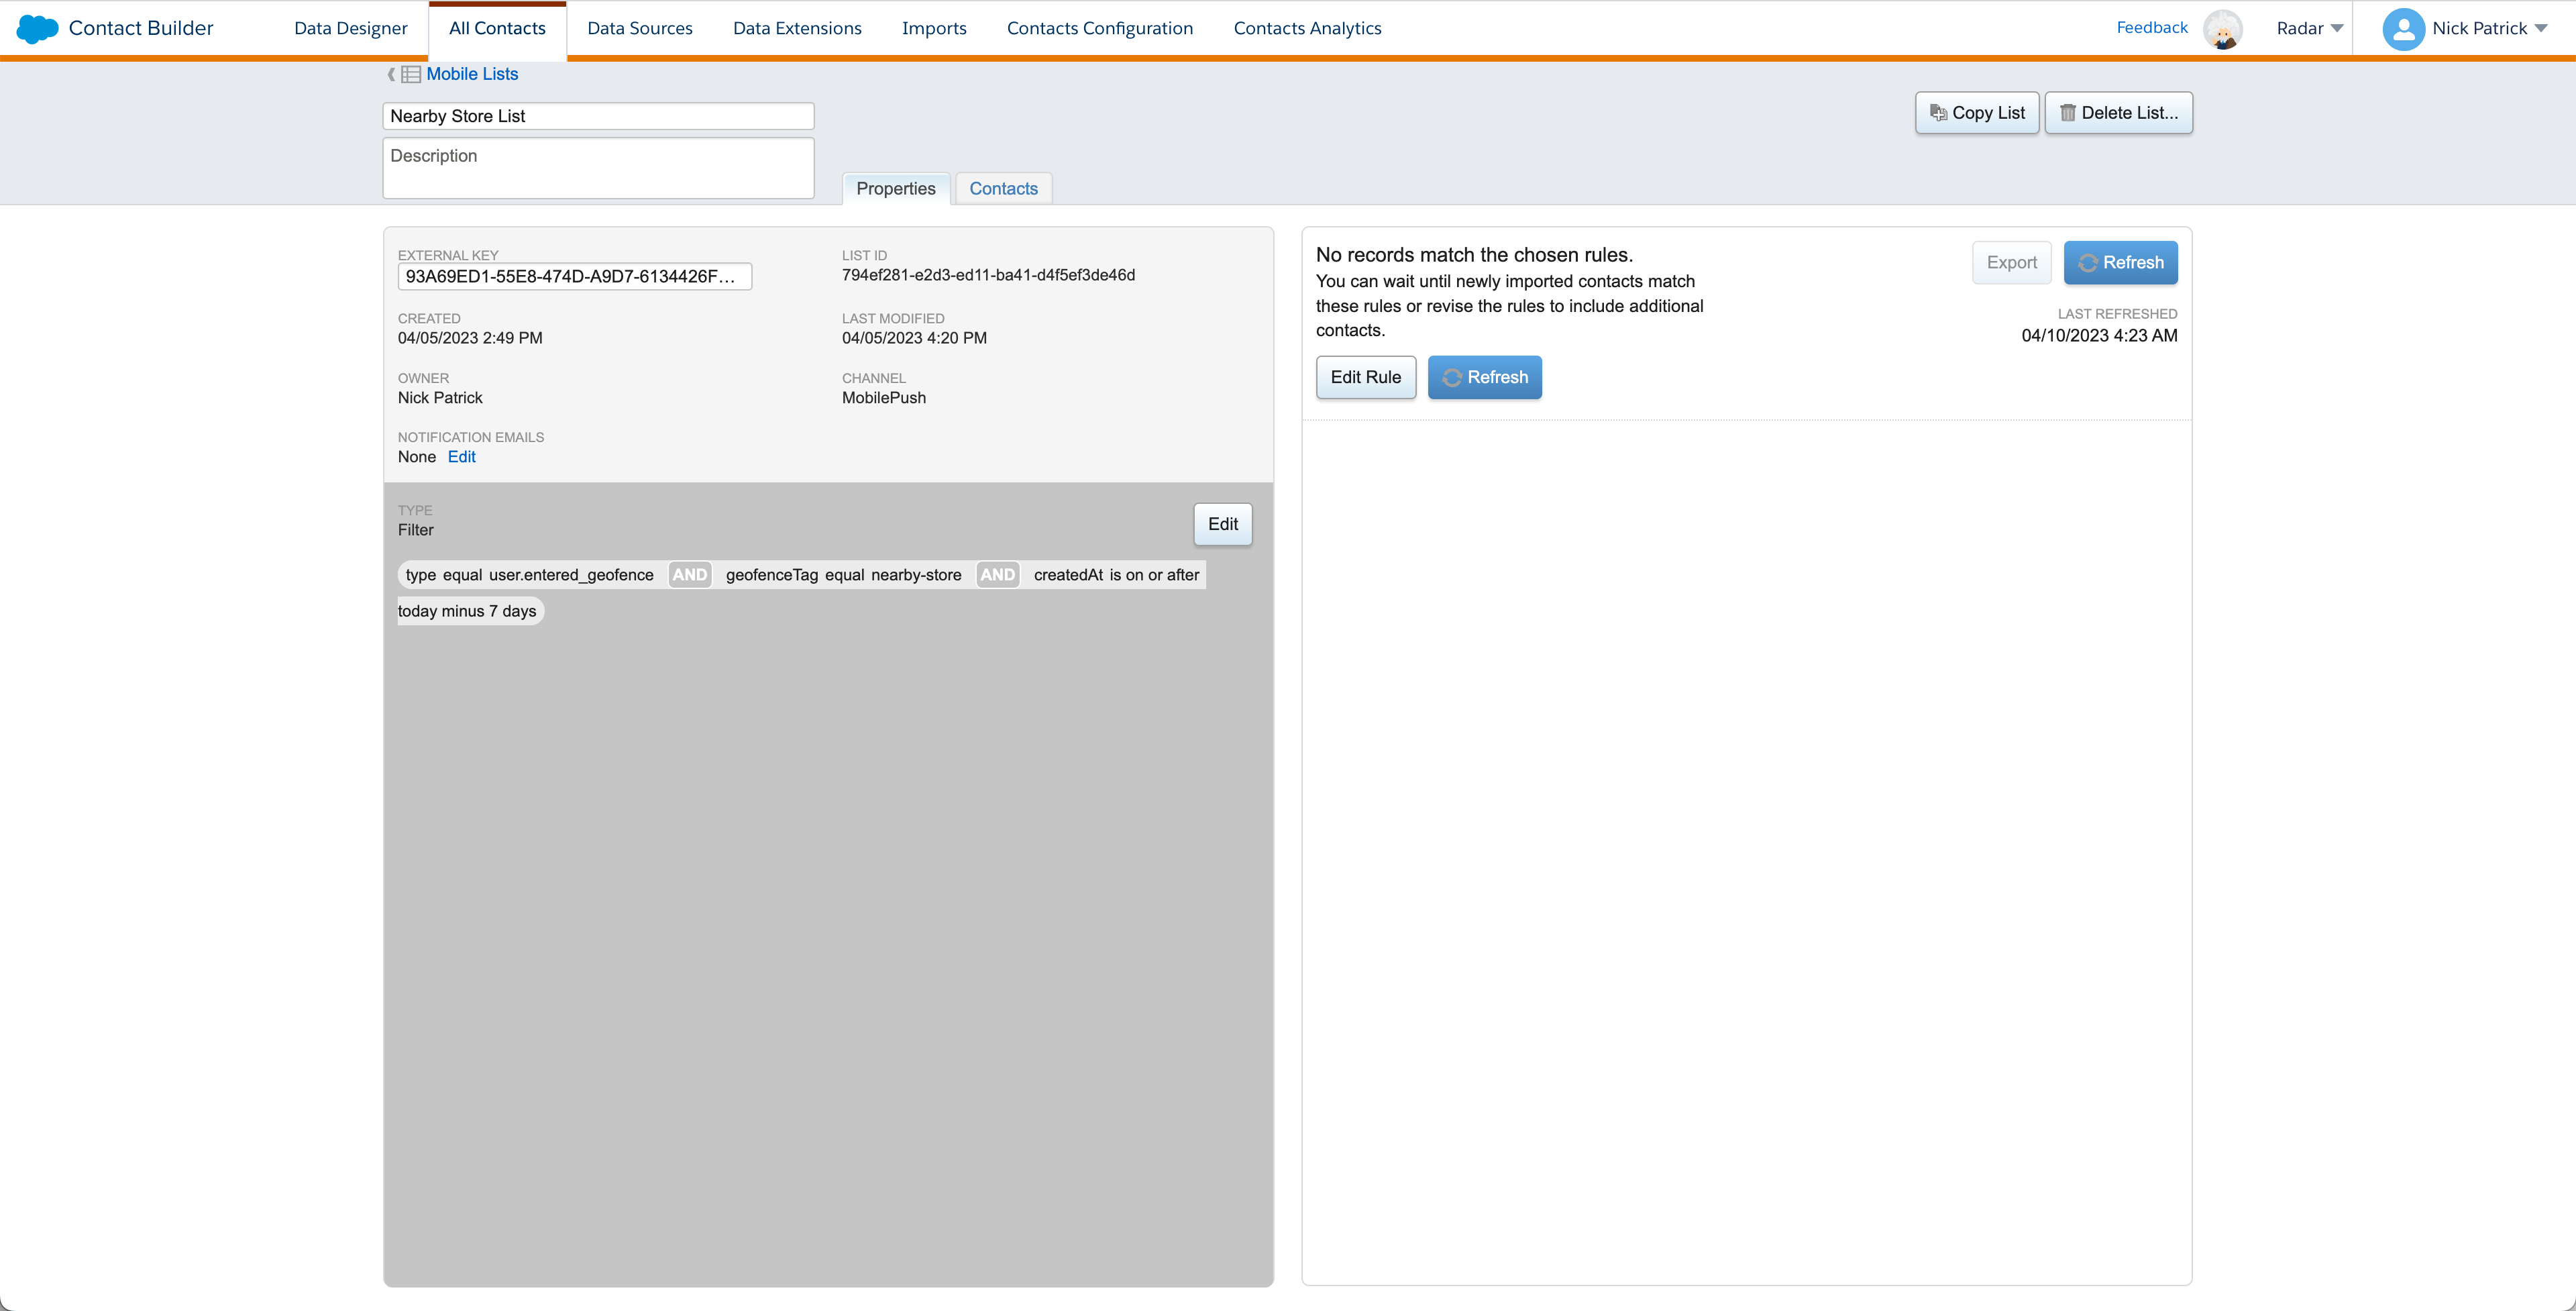 Contact Builder
Data Designer
All Contacts
Data Sources
Data Extensions
Imports
Contacts Configuration
Contacts Analytics
Feedback
Radar
Nick Patrick
Mobile Lists
Nearby Store List
Description
Copy List
Delete List...
Properties
Contacts
EXTERNAL KEY
93A69ED1-55E8-474D-A9D7-6134426F...
LIST ID
794ef281-e2d3-ed11-ba41-d4f5ef3de46d
CREATED
04/05/2023 2:49 PM
LAST MODIFIED
04/05/2023 4:20 PM
OWNER
Nick Patrick
CHANNEL
MobilePush
NOTIFICATION EMAILS
None Edit
TYPE
Filter
Edit
type equal user.entered_geofence AND geofenceTag equal nearby-store AND createdAt is on or after
today minus 7 days
No records match the chosen rules.
You can wait until newly imported contacts match
these rules or revise the rules to include additional
contacts.
Edit Rule
Refresh
Export
Refresh
LAST REFRESHED
04/10/2023 4:23 AM